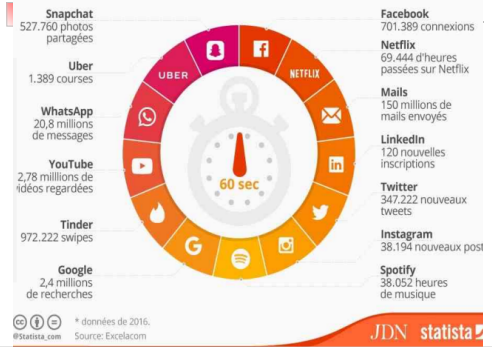 Snapchat
527.760 photos
partagées
Uber
1.389 courses
WhatsApp
20,8 millions
de messages
YouTube
2,78 milllions de
vidéos regardées
Tinder
972.222 swipes
Google
2,4 millions
de recherches
Facebook
701.389 connexions
Netflix
69.444 d'heures
passées sur Netflix
Mails
150 millions de
mails envoyés
LinkedIn
120 nouvelles
inscriptions
Twitter
347.222 nouveaux
tweets
Instagram
38.194 nouveaux post
Spotify
38.052 heures
de musique
UBER
NETFLIX
in
G
60 sec
cc
@Statista_com
* données de 2016.
Source: Excelacom
JDN statista